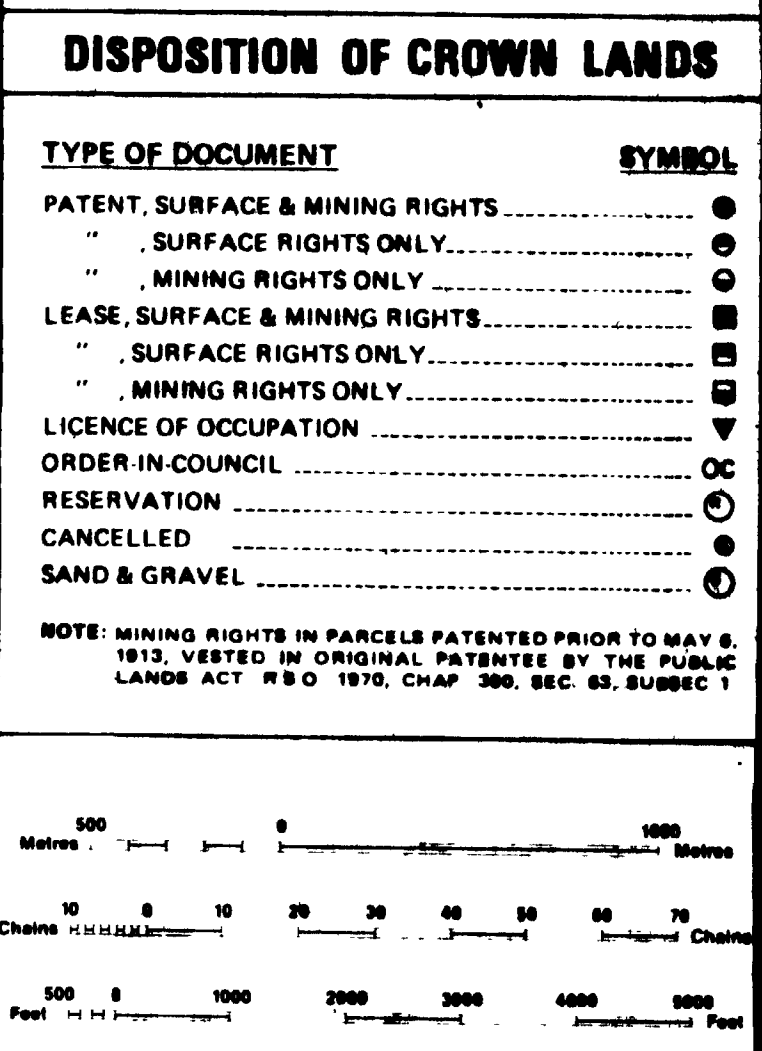 DISPOSITION OF CROWN LANDS
TYPE OF DOCUMENT SYMBOL
PATENT, SURFACE & MINING RIGHTS
" , SURFACE RIGHTS ONLY
" , MINING RIGHTS ONLY
LEASE, SURFACE & MINING RIGHTS
" , SURFACE RIGHTS ONLY
" , MINING RIGHTS ONLY
LICENCE OF OCCUPATION
ORDER-IN-COUNCIL OC
RESERVATION
CANCELLED
SAND & GRAVEL
NOTE: MINING RIGHTS IN PARCELS PATENTED PRIOR TO MAY 6,
1913, VESTED IN ORIGINAL PATENTEE BY THE PUBLIC
LANDS ACT R S O 1970, CHAP 380, SEC. 63, SUBSEC 1
500 0 1000
Metres Metres
10 0 10 20 30 40 50 60 70
Chains Chains
500 0 1000 2000 3000 4000 5000
Feet Feet